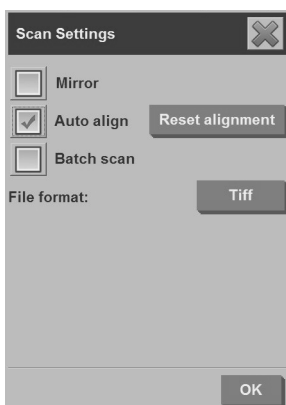 Scan Settings
Mirror
Auto align Reset alignment
Batch scan
File format: Tiff
OK